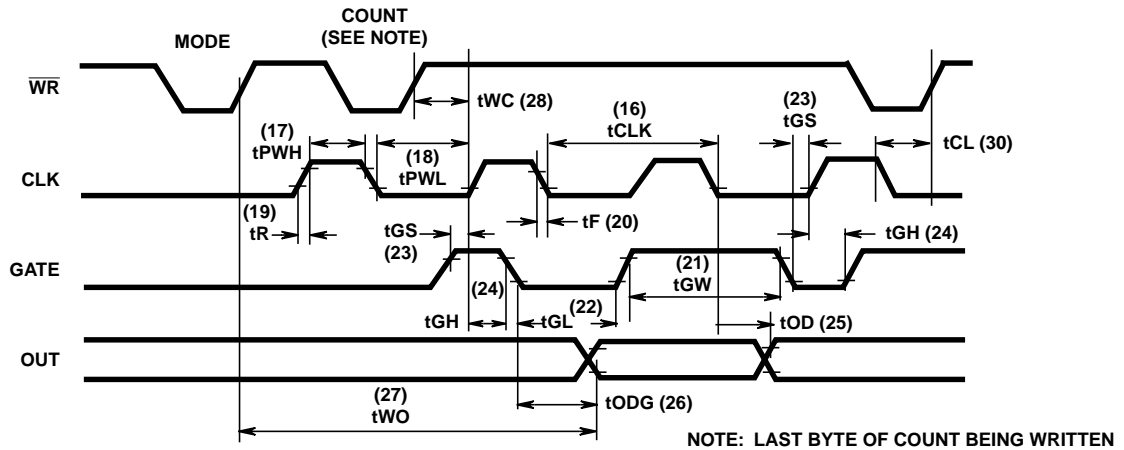 COUNT
(SEE NOTE)
MODE
WR
tWC (28)
(16)
tCLK
(23)
tGS
tCL (30)
(17)
tPWH
(18)
tPWL
CLK
(19)
tR
tGS
(23)
tF (20)
tGH (24)
GATE
(24)
tGH
(22)
tGL
(21)
tGW
tOD (25)
OUT
(27)
tWO
tODG (26)
NOTE: LAST BYTE OF COUNT BEING WRITTEN